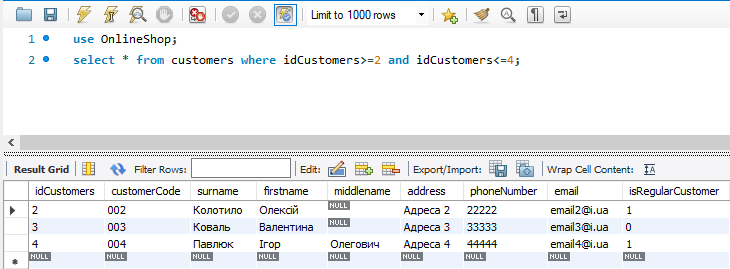 Limit to 1000 rows
1 use OnlineShop;
2 select * from customers where idCustomers>=2 and idCustomers<=4;
Result Grid Filter Rows: Edit: Export/Import: Wrap Cell Content: IA
idCustomers customerCode surname firstname middlename address phoneNumber email isRegularCustomer
2 002 Колотило Олексій NULL Адреса 2 22222 email2@i.ua 1
3 003 Коваль Валентина NULL Адреса 3 33333 email3@i.ua 0
4 004 Павлюк Ігор Олегович Адреса 4 44444 email4@i.ua 1
NULL NULL NULL NULL NULL NULL NULL NULL NULL